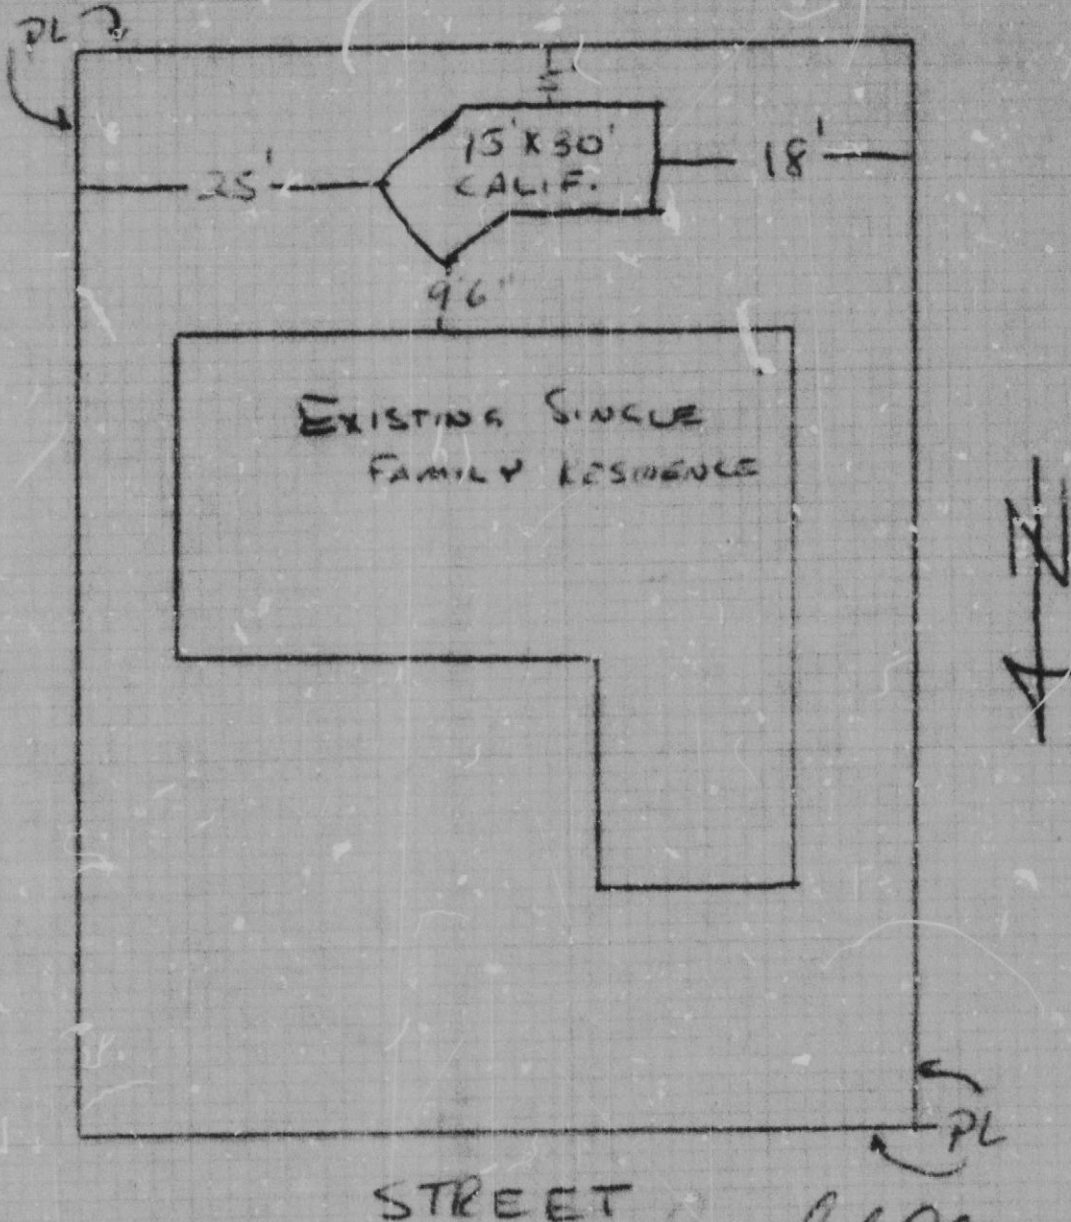 PL
5'
15'X30'
CALIF.
25'
18'
9'6"
EXISTING SINGLE
FAMILY RESIDENCE
N
PL
STREET